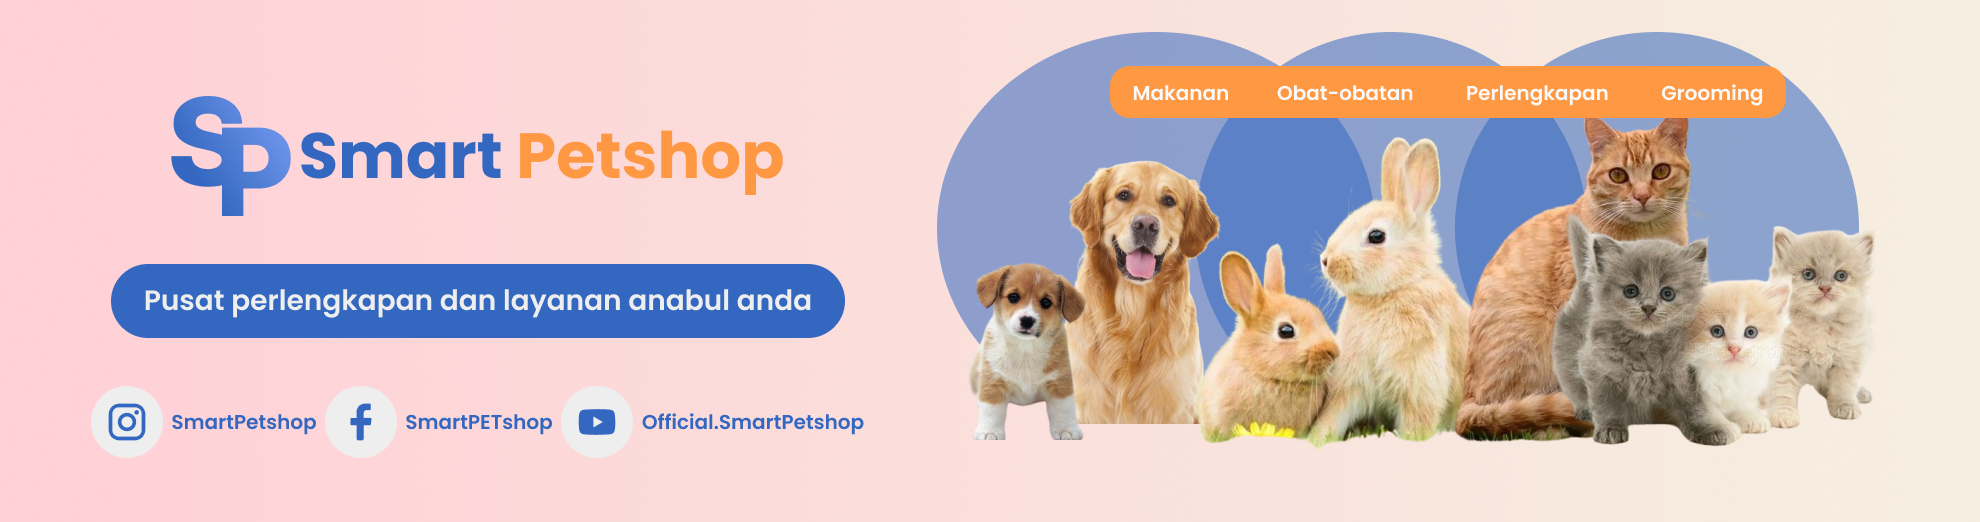 SP Smart Petshop
Pusat perlengkapan dan layanan anabul anda
SmartPetshop SmartPETshop Official.SmartPetshop
Makanan Obat-obatan Perlengkapan Grooming